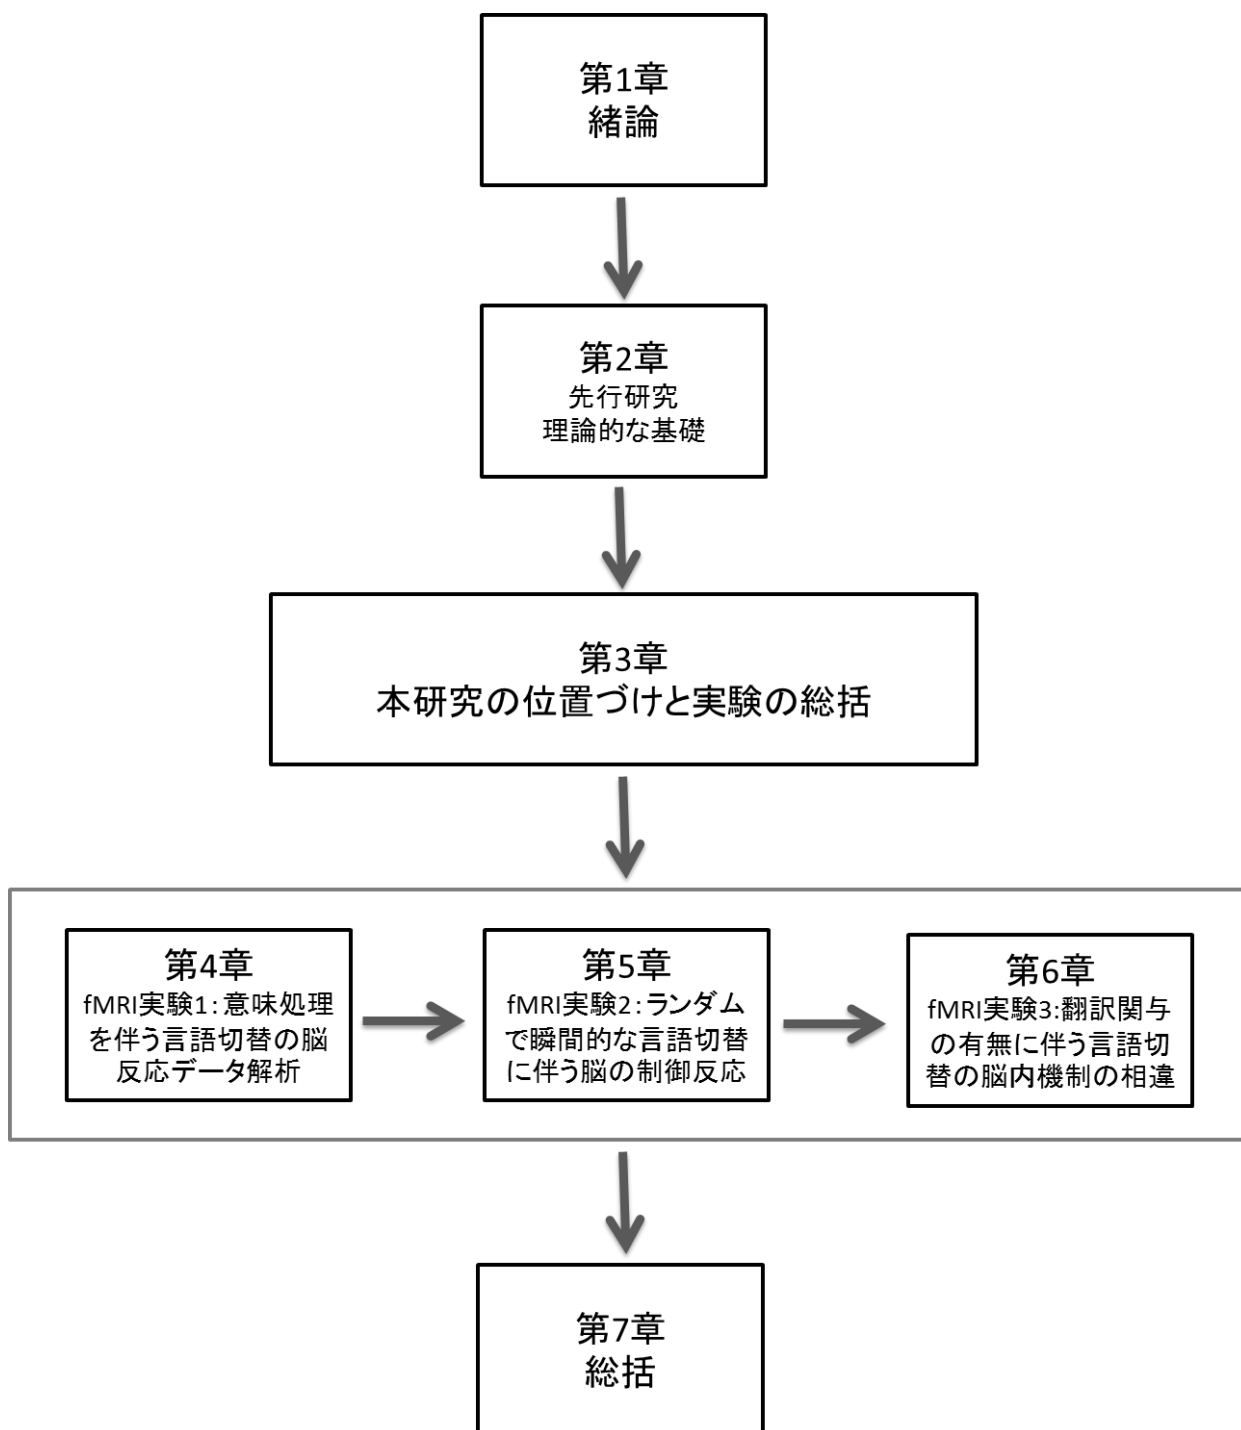 第1章
緒論
第2章
先行研究
理論的な基礎
第3章
本研究の位置づけと実験の総括
第4章
fMRI実験1：意味処理
を伴う言語切替の脳
反応データ解析
第5章
fMRI実験2：ランダム
で瞬間的な言語切替
に伴う脳の制御反応
第6章
fMRI実験3:翻訳関与
の有無に伴う言語切
替の脳内機制の相違
第7章
総括